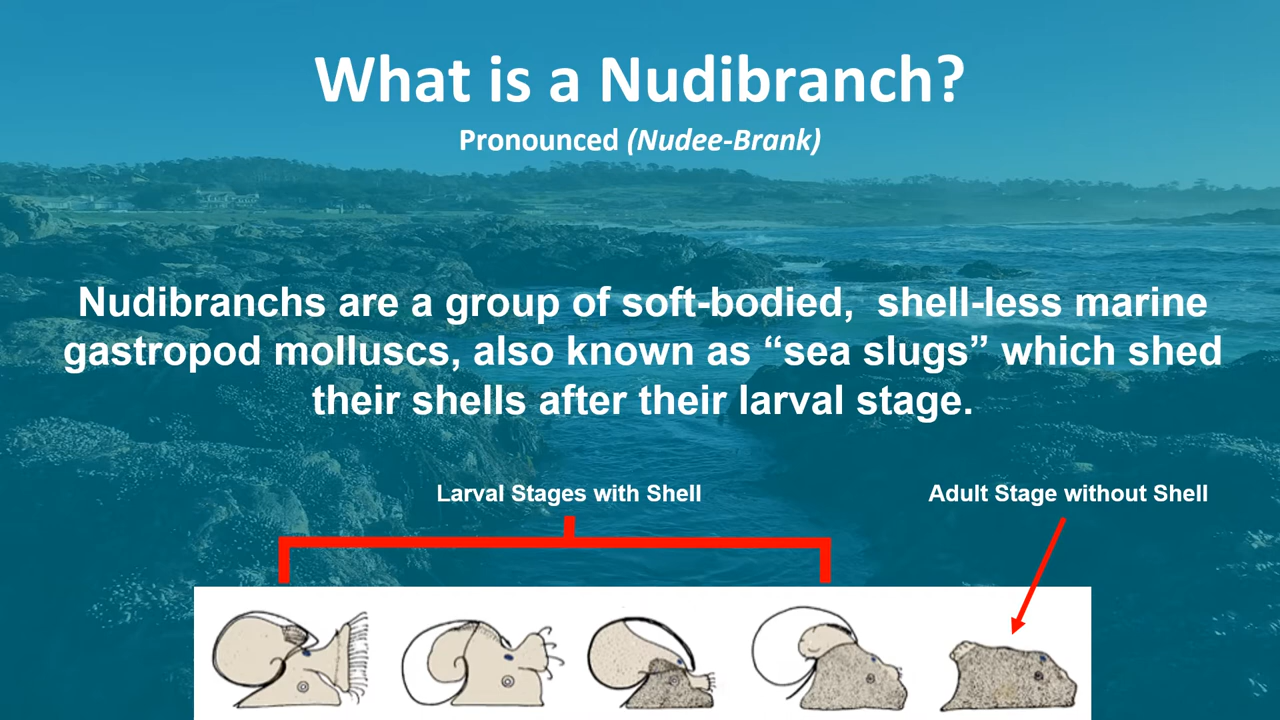 What is a Nudibranch?
Pronounced (Nudee-Brank)
Nudibranchs are a group of soft-bodied,  shell-less marine
gastropod molluscs, also known as “sea slugs” which shed
their shells after their larval stage.
Larval Stages with Shell
Adult Stage without Shell